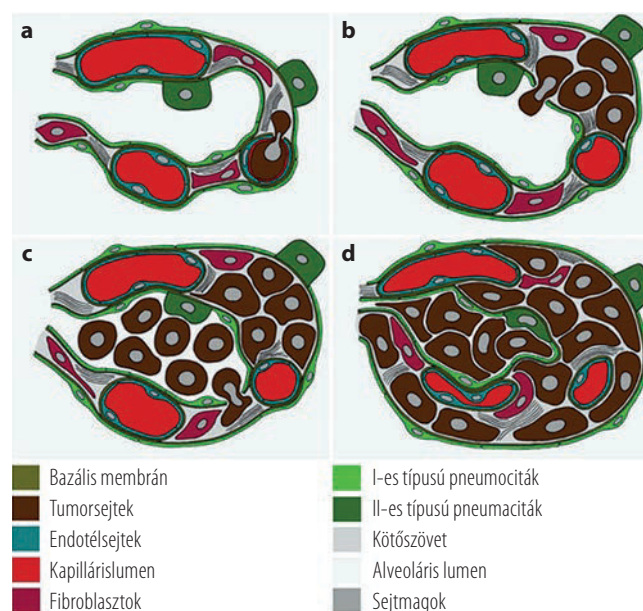 a
b
c
d
Bazális membrán
Tumorsejtek
Endotélsejtek
Kapillárislumen
Fibroblasztok
I-es típusú pneumociták
II-es típusú pneumaciták
Kötőszövet
Alveoláris lumen
Sejtmagok